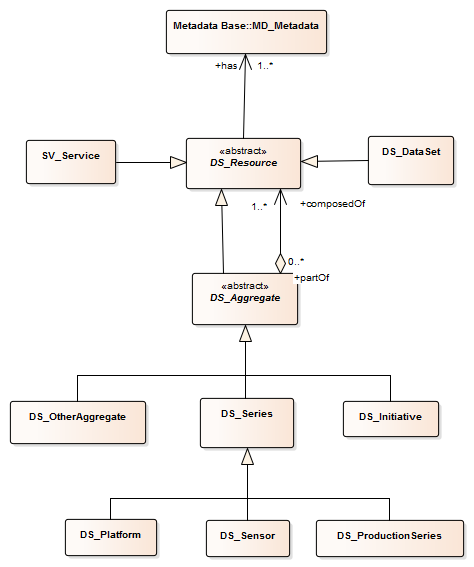 Metadata Base::MD_Metadata
+has
1..*
SV_Service
«abstract»
DS_Resource
DS_DataSet
1..*
+composedOf
0..*
+partOf
«abstract»
DS_Aggregate
DS_OtherAggregate
DS_Series
DS_Initiative
DS_Platform
DS_Sensor
DS_ProductionSeries